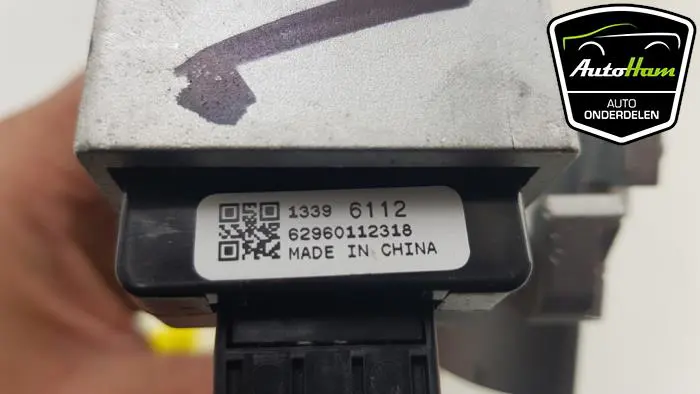 AutoHam
AUTO
ONDERDELEN
1339 6112
62960112318
MADE IN CHINA